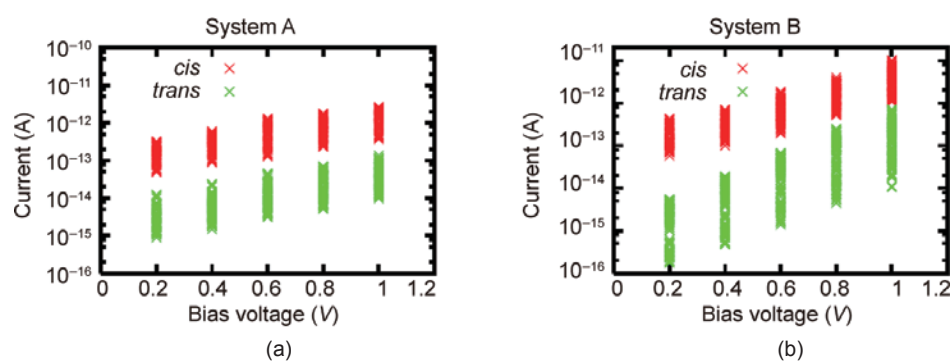 System A
10⁻¹⁰
10⁻¹¹
10⁻¹²
10⁻¹³
10⁻¹⁴
10⁻¹⁵
10⁻¹⁶
Current (A)
cis
trans
0 0.2 0.4 0.6 0.8 1 1.2
Bias voltage (V)
(a)
System B
10⁻¹¹
10⁻¹²
10⁻¹³
10⁻¹⁴
10⁻¹⁵
10⁻¹⁶
Current (A)
cis
trans
0 0.2 0.4 0.6 0.8 1 1.2
Bias voltage (V)
(b)